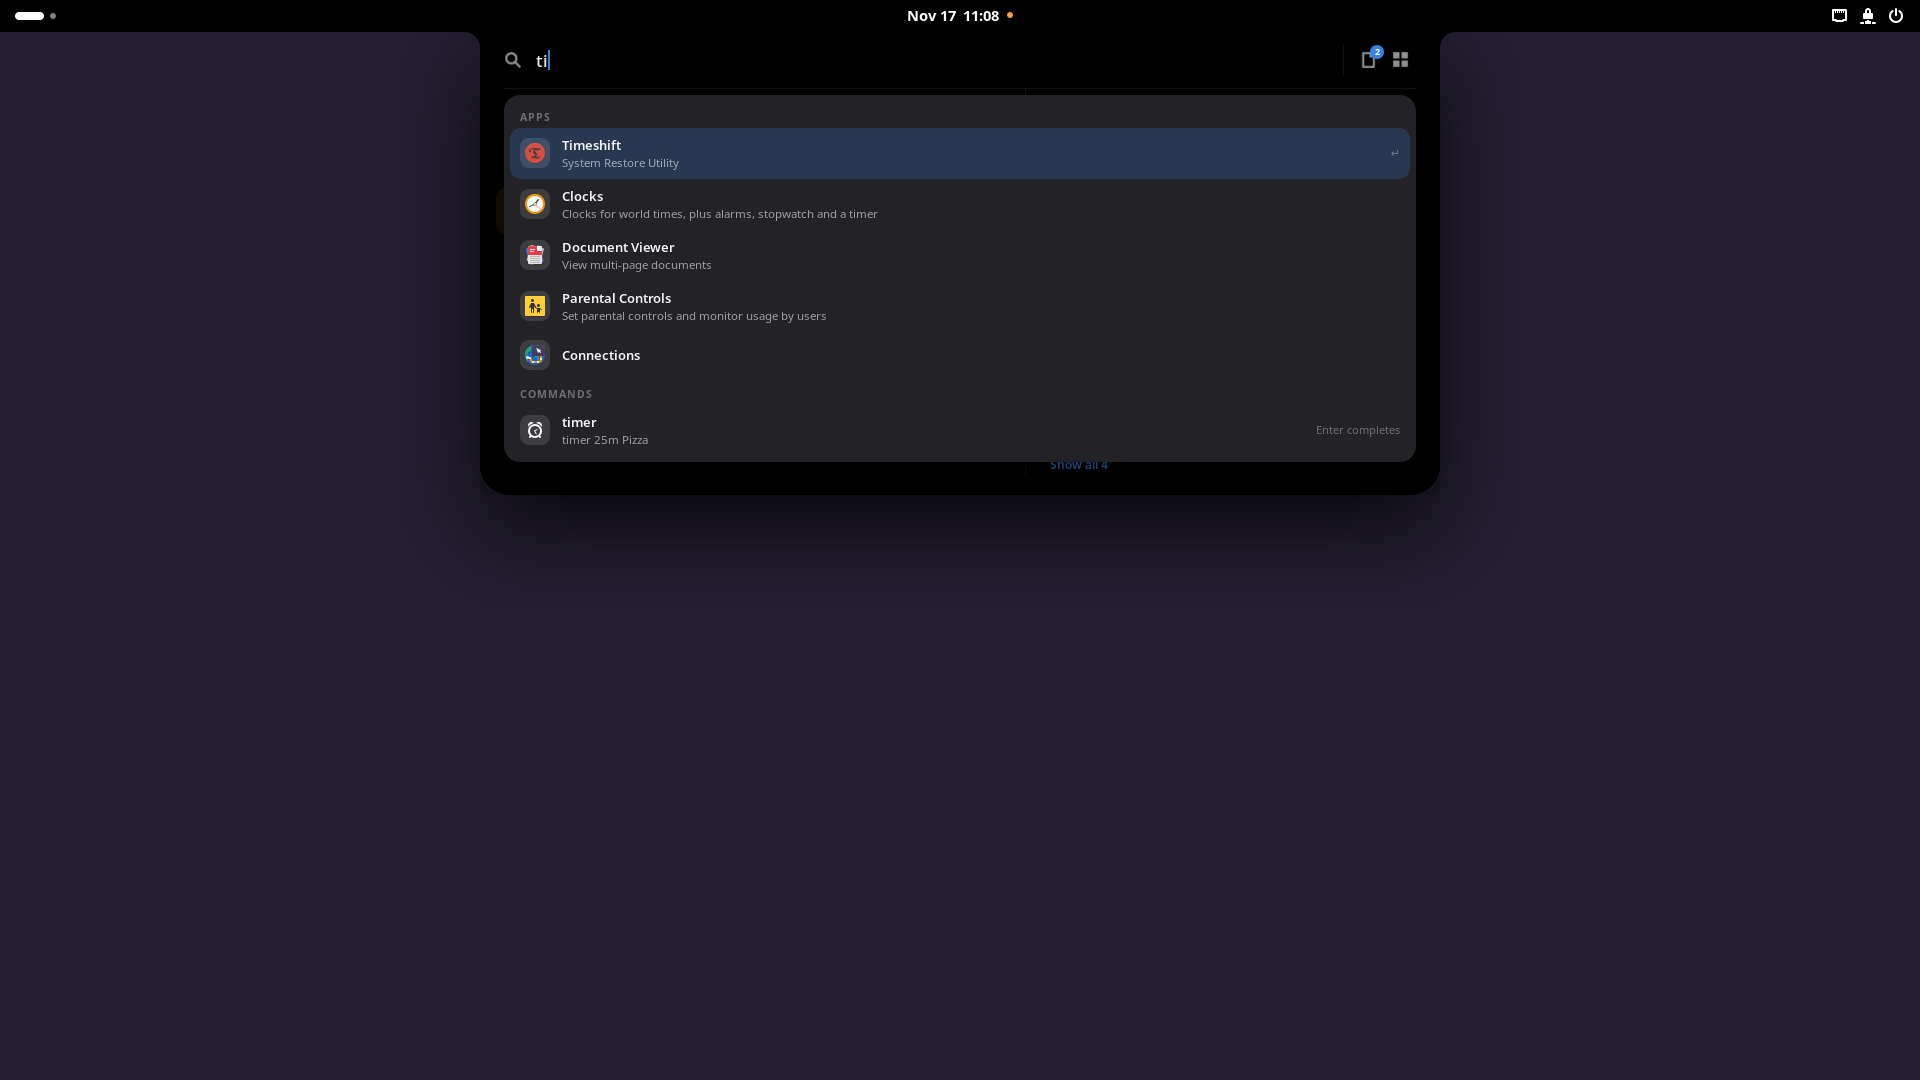 Nov 17 11:08
ti
2
APPS
Timeshift
System Restore Utility
Clocks
Clocks for world times, plus alarms, stopwatch and a timer
Document Viewer
View multi-page documents
Parental Controls
Set parental controls and monitor usage by users
Connections
COMMANDS
timer
timer 25m Pizza
Enter completes
Show all 4